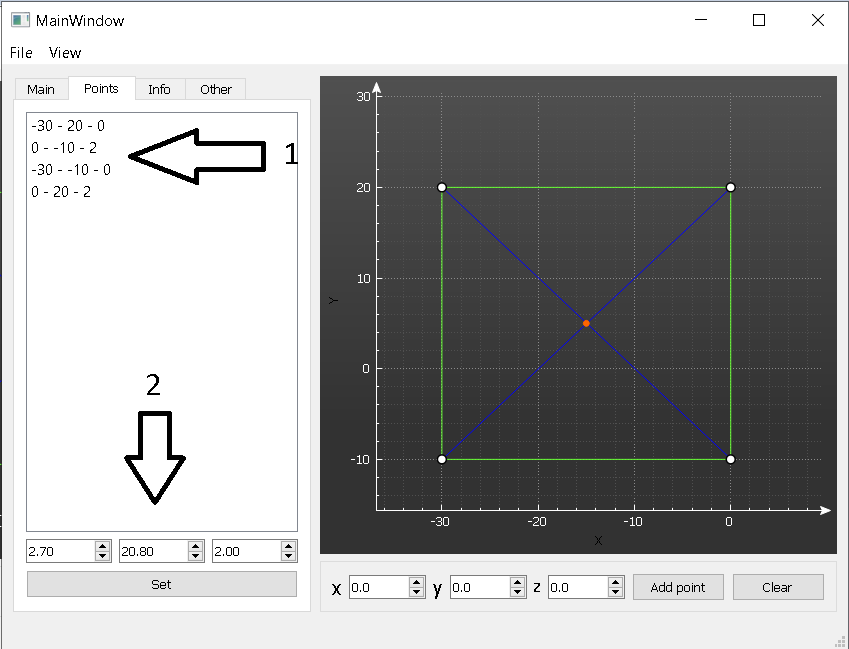 MainWindow
File View
Main Points Info Other
-30 - 20 - 0
0 - -10 - 2
-30 - -10 - 0
0 - 20 - 2
1
2
2.70 20.80 2.00
Set
30
20
10
0
-10
Y
-30 -20 -10 0
X
x 0.0 y 0.0 z 0.0 Add point Clear